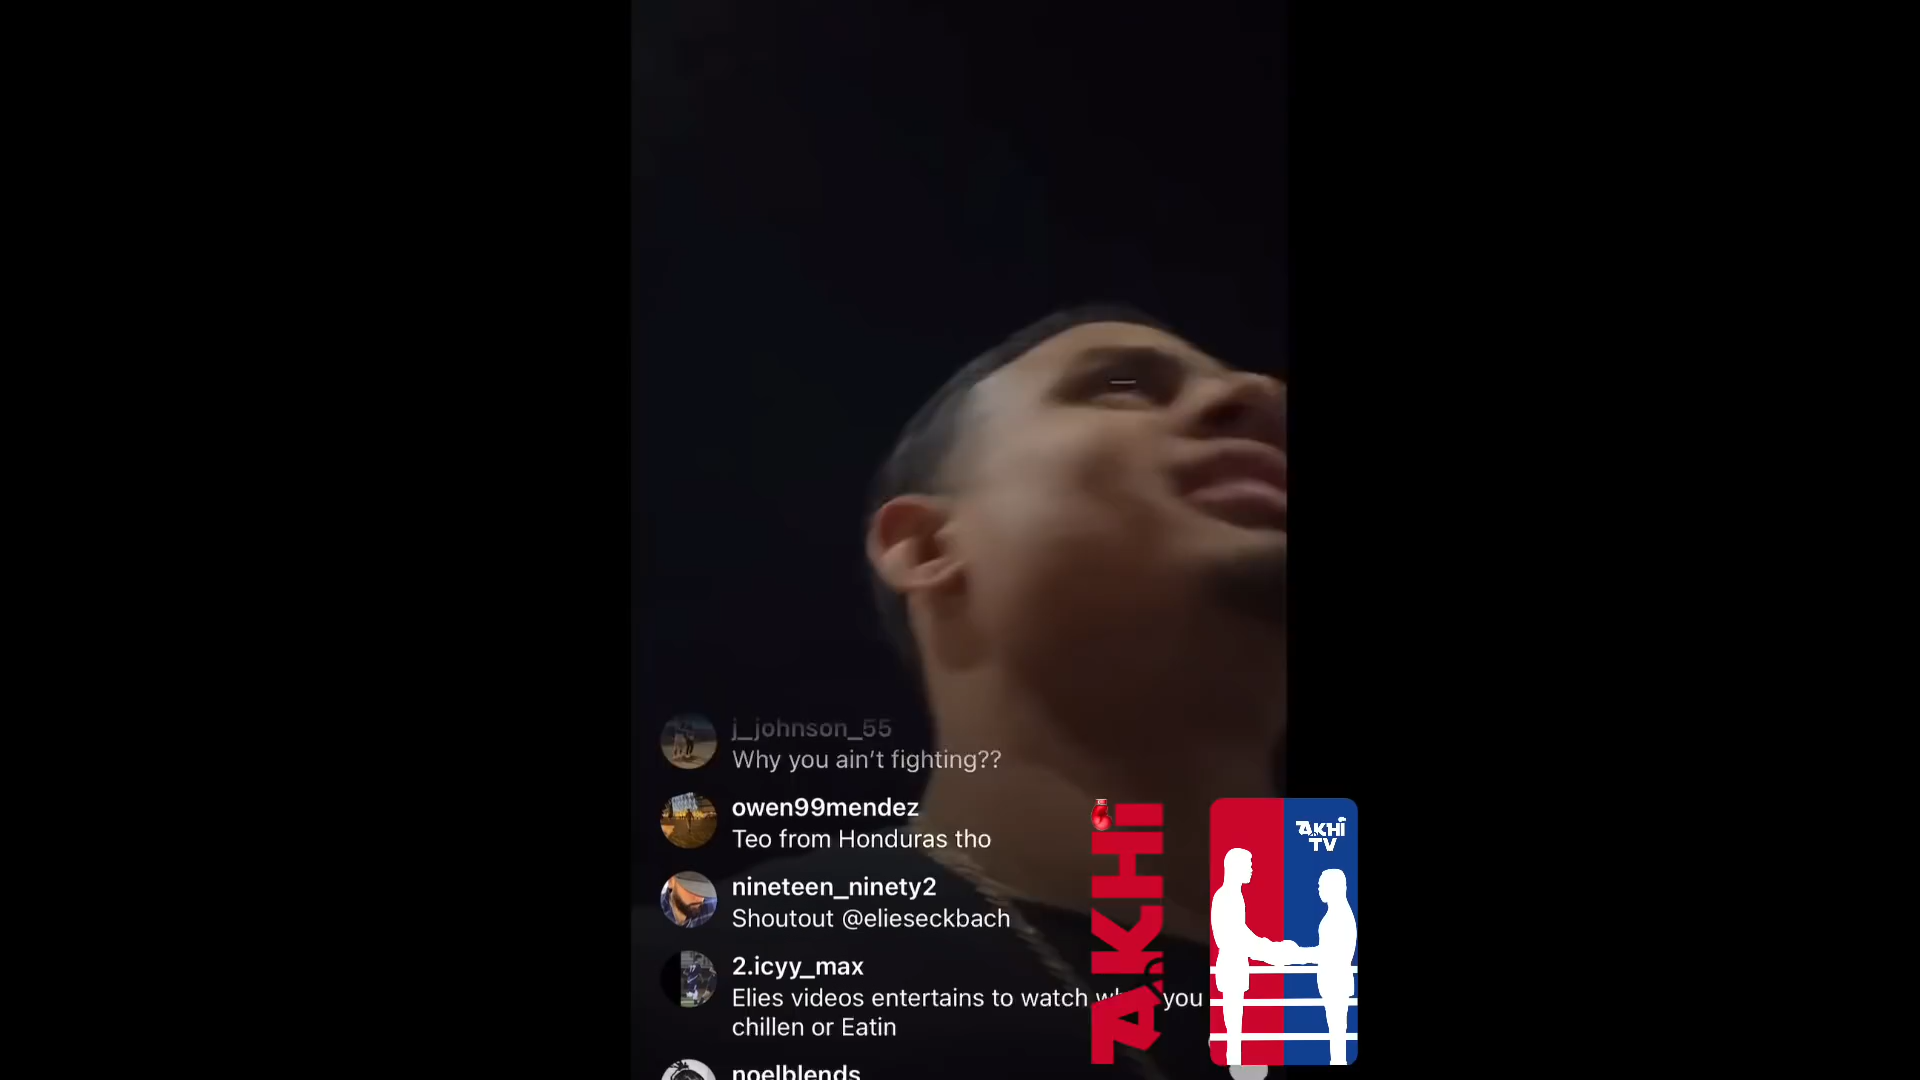 j_johnson_55
Why you ain't fighting??
owen99mendez
Teo from Honduras tho
nineteen_ninety2
Shoutout @elieseckbach
2.icyy_max
Elies videos entertains to watch you
chillen or Eatin
noelblends
AKHi
AKHi
TV